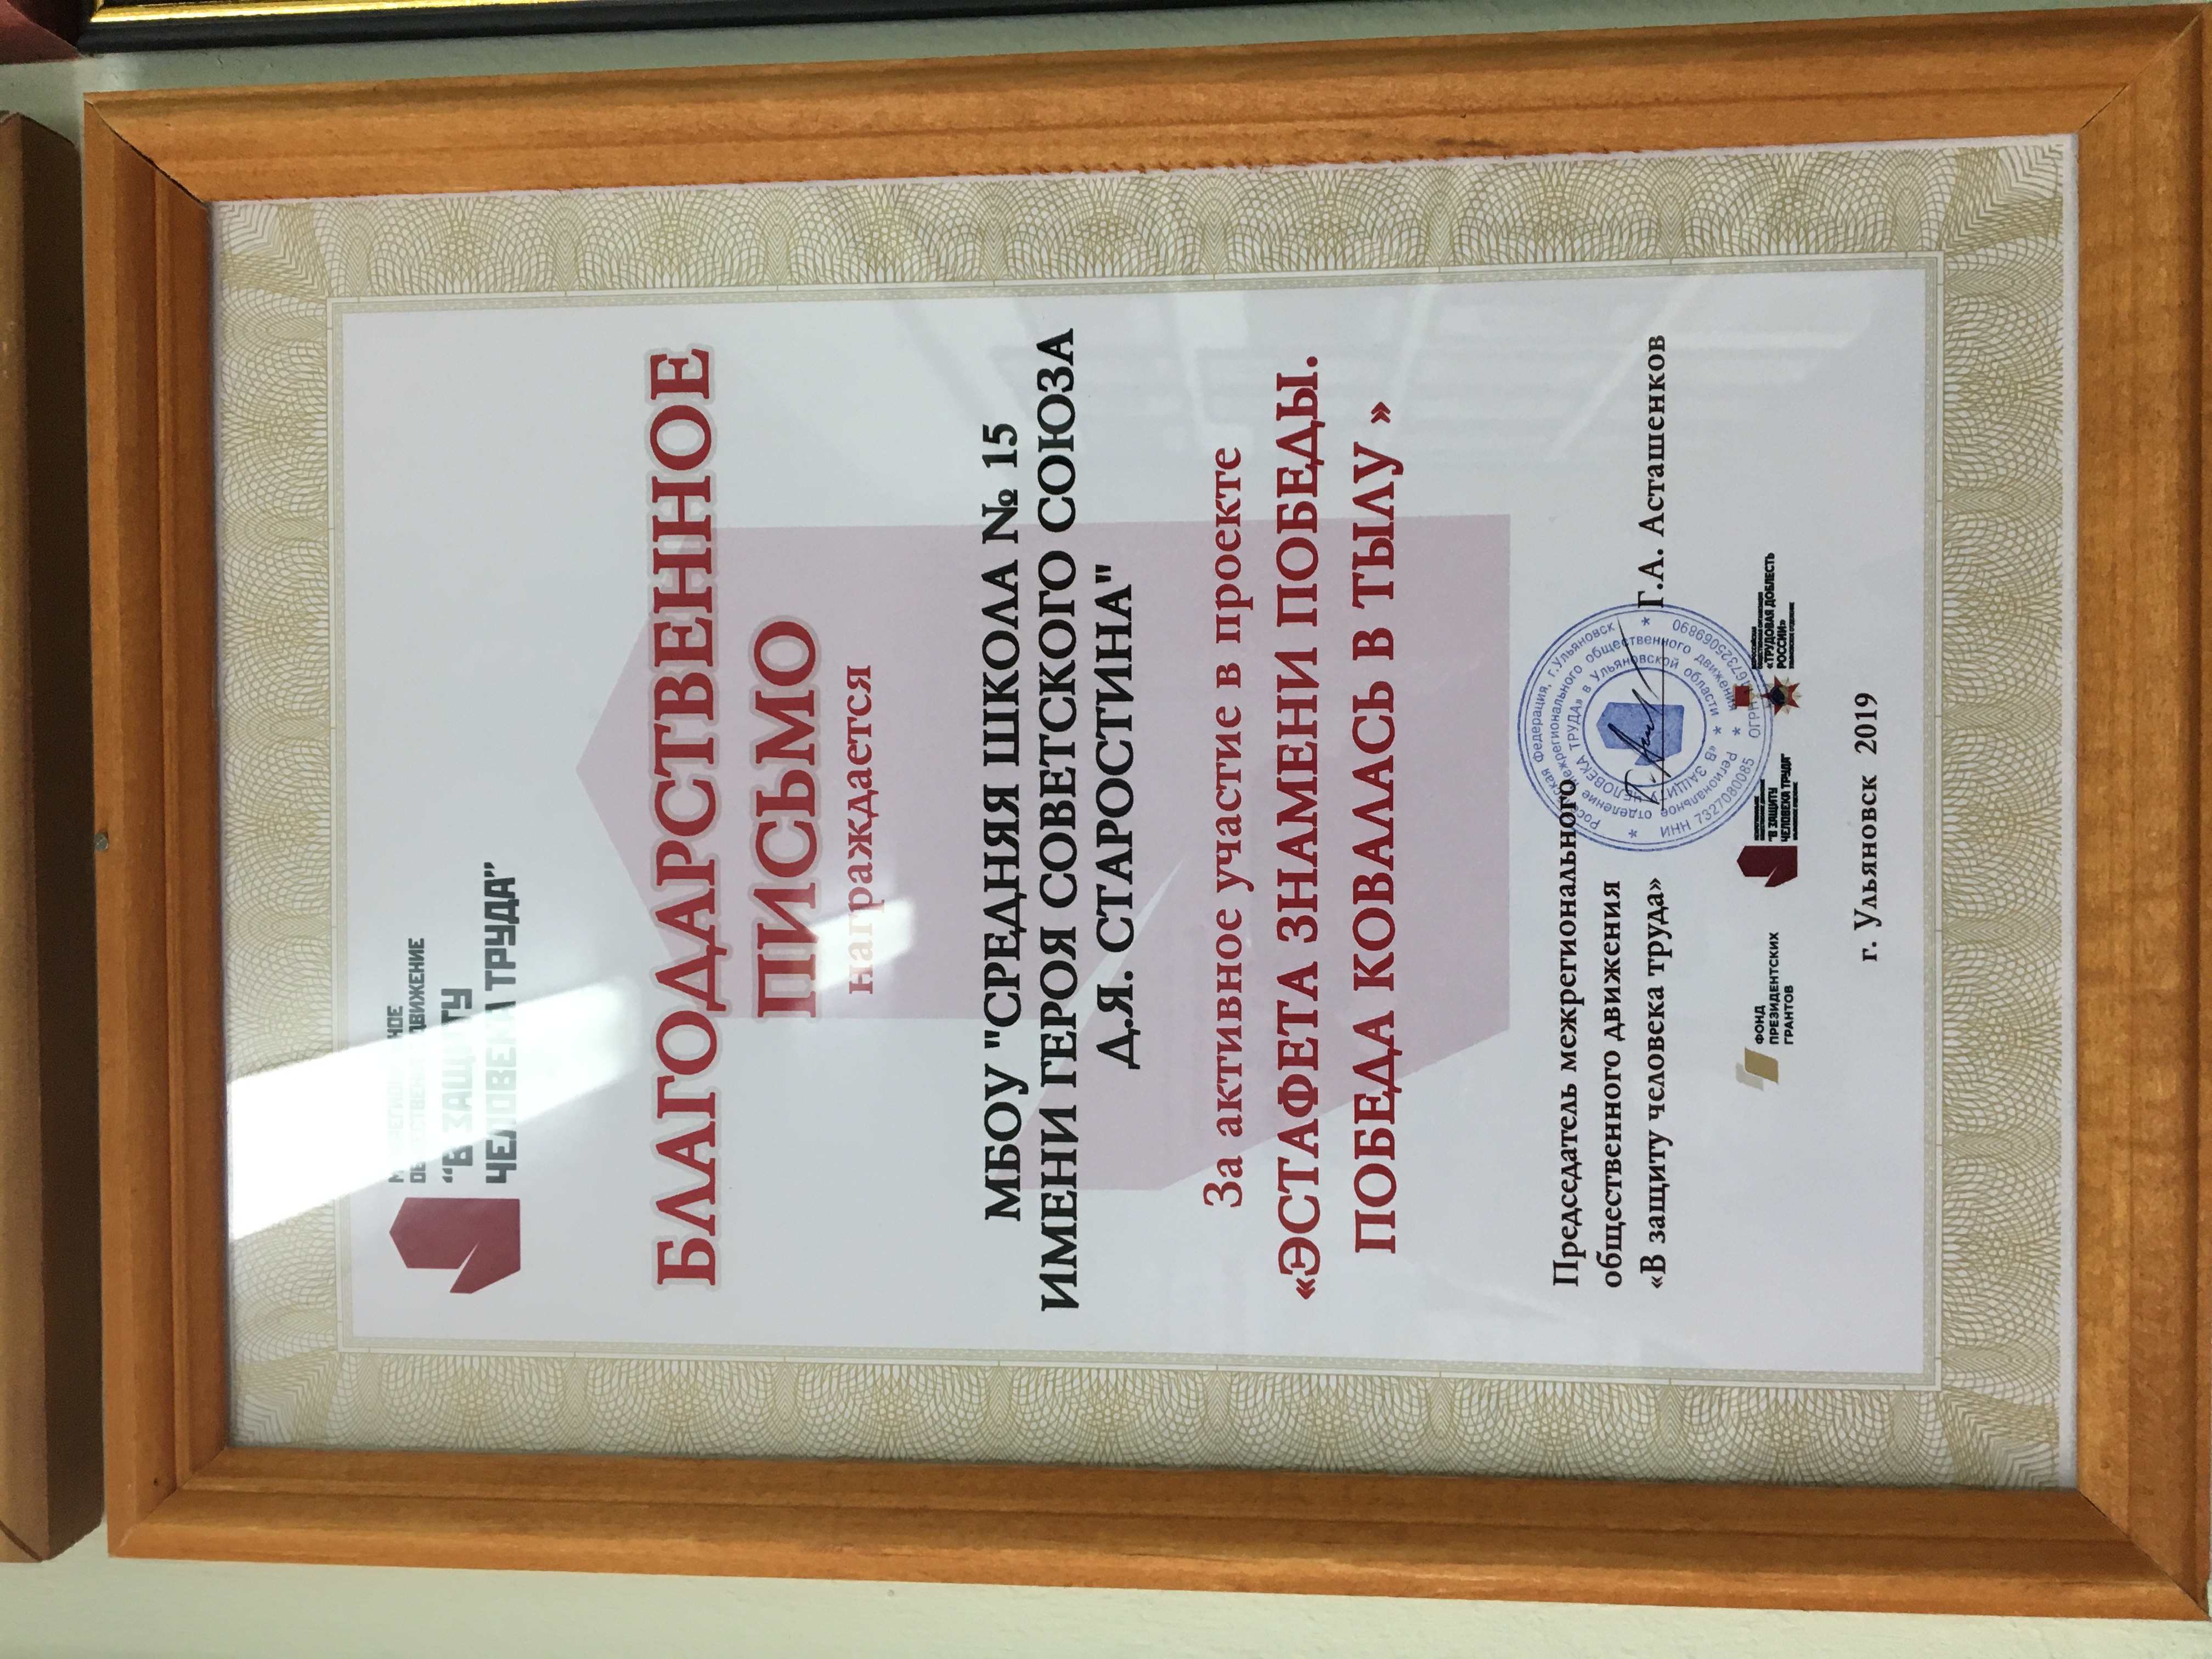 МЕЖРЕГИОНАЛЬНОЕ
ОБЩЕСТВЕННОЕ ДВИЖЕНИЕ
“В ЗАЩИТУ
ЧЕЛОВЕКА ТРУДА”
БЛАГОДАРСТВЕННОЕ
ПИСЬМО
награждается
МБОУ "СРЕДНЯЯ ШКОЛА № 15
ИМЕНИ ГЕРОЯ СОВЕТСКОГО СОЮЗА
Д.Я. СТАРОСТИНА"
За активное участие в проекте
«ЭСТАФЕТА ЗНАМЕНИ ПОБЕДЫ.
ПОБЕДА КОВАЛАСЬ В ТЫЛУ »
Председатель межрегионального
общественного движения
«В защиту человека труда»
Г.А. Асташенков
Российская Федерация, г.Ульяновск
ИНН 7327080085 ОГРН 1167325069890
Региональное отделение межрегионального общественного движения
«В ЗАЩИТУ ЧЕЛОВЕКА ТРУДА» в Ульяновской области
ФОНД
ПРЕЗИДЕНТСКИХ
ГРАНТОВ
МЕЖРЕГИОНАЛЬНОЕ
ОБЩЕСТВЕННОЕ ДВИЖЕНИЕ
"В ЗАЩИТУ
ЧЕЛОВЕКА ТРУДА"
УЛЬЯНОВСКОЕ ОТДЕЛЕНИЕ
ВСЕРОССИЙСКАЯ
ОБЩЕСТВЕННАЯ ОРГАНИЗАЦИЯ
«ТРУДОВАЯ ДОБЛЕСТЬ
РОССИИ»
УЛЬЯНОВСКОЕ ОТДЕЛЕНИЕ
г. Ульяновск 2019